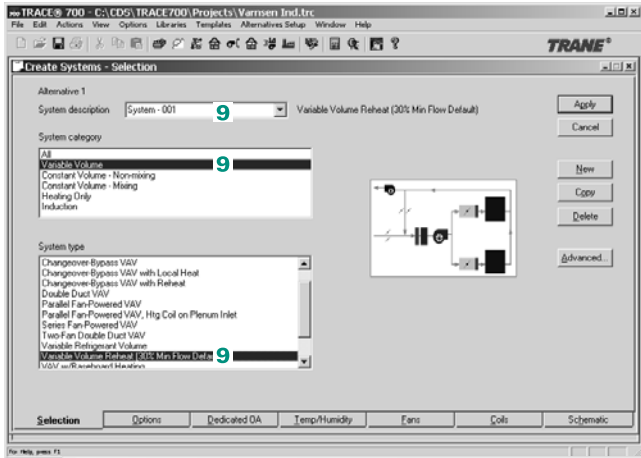 TRACE® 700 - C:\CDS\TRACE700\Projects\Varnsen Ind.trc
File Edit Actions View Options Libraries Templates Alternatives Setup Window Help
TRANE®
Create Systems - Selection
Alternative 1
System description System - 001 9 Variable Volume Reheat (30% Min Flow Default)
Apply
Cancel
System category
All
Variable Volume 9
Constant Volume - Non-mixing
Constant Volume - Mixing
Heating Only
Induction
New
Copy
Delete
Advanced...
System type
Changeover-Bypass VAV
Changeover-Bypass VAV with Local Heat
Changeover-Bypass VAV with Reheat
Double Duct VAV
Parallel Fan-Powered VAV
Parallel Fan-Powered VAV, Htg Coil on Plenum Inlet
Series Fan-Powered VAV
Two-Fan Double Duct VAV
Variable Refrigerant Volume
Variable Volume Reheat (30% Min Flow Defau 9
VAV w/Baseboard Heating
Selection Options Dedicated OA Temp/Humidity Fans Coils Schematic
For Help, press F1